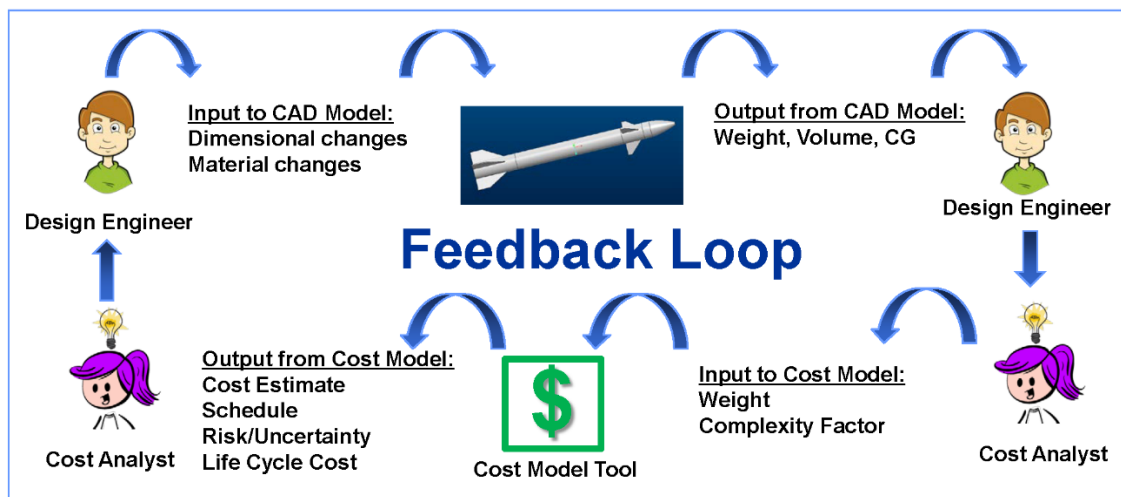 Input to CAD Model:
Dimensional changes
Material changes
Output from CAD Model:
Weight, Volume, CG
Design Engineer
Design Engineer
Feedback Loop
Output from Cost Model:
Cost Estimate
Schedule
Risk/Uncertainty
Life Cycle Cost
$
Input to Cost Model:
Weight
Complexity Factor
Cost Analyst
Cost Model Tool
Cost Analyst